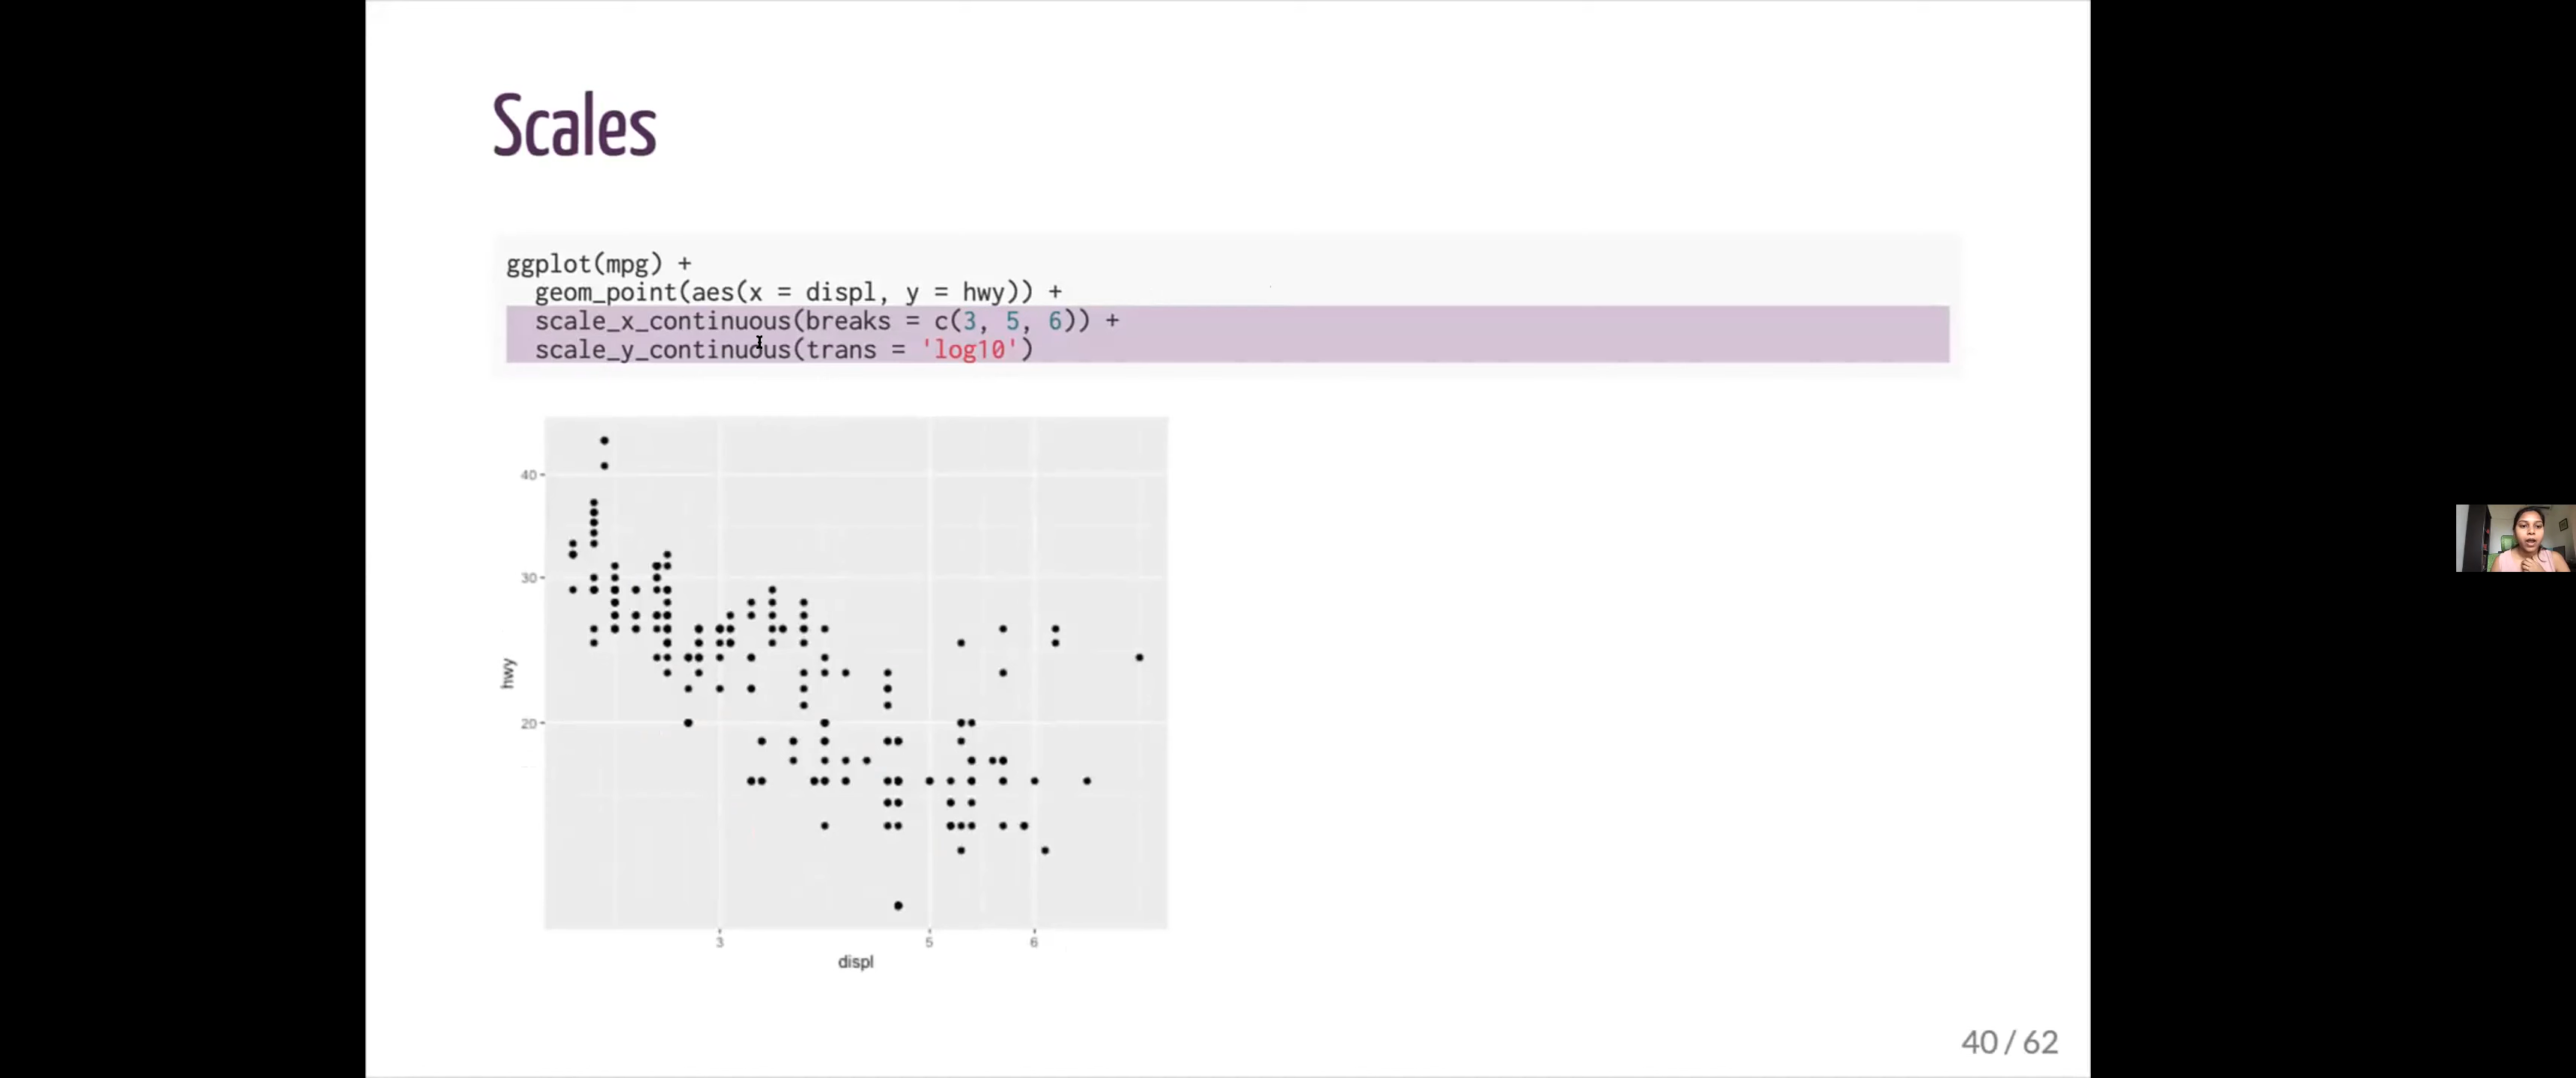 Scales
ggplot(mpg) +
geom_point(aes(x = displ, y = hwy)) +
scale_x_continuous(breaks = c(3, 5, 6)) +
scale_y_continuous(trans = 'log10')
40
30
20
hwy
3 5 6
displ
40 / 62